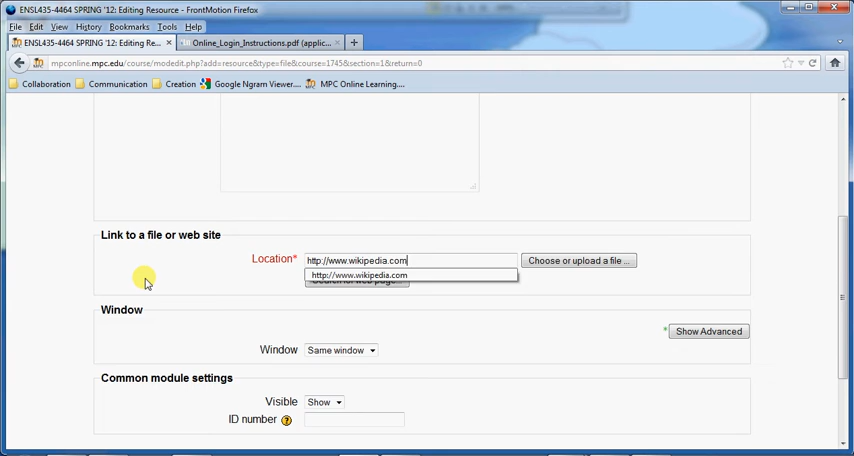 ENSL435-4464 SPRING '12: Editing Resource - FrontMotion Firefox
File Edit View History Bookmarks Tools Help
ENSL435-4464 SPRING '12: Editing Re... Online_Login_Instructions.pdf (applic...
mpconline.mpc.edu/course/modedit.php?add=resource&type=file&course=1745&section=1&return=0
Collaboration Communication Creation Google Ngram Viewer.... MPC Online Learning....
Link to a file or web site
Location* http://www.wikipedia.com Choose or upload a file ...
http://www.wikipedia.com
Search for web page...
Window
* Show Advanced
Window Same window
Common module settings
Visible Show
ID number